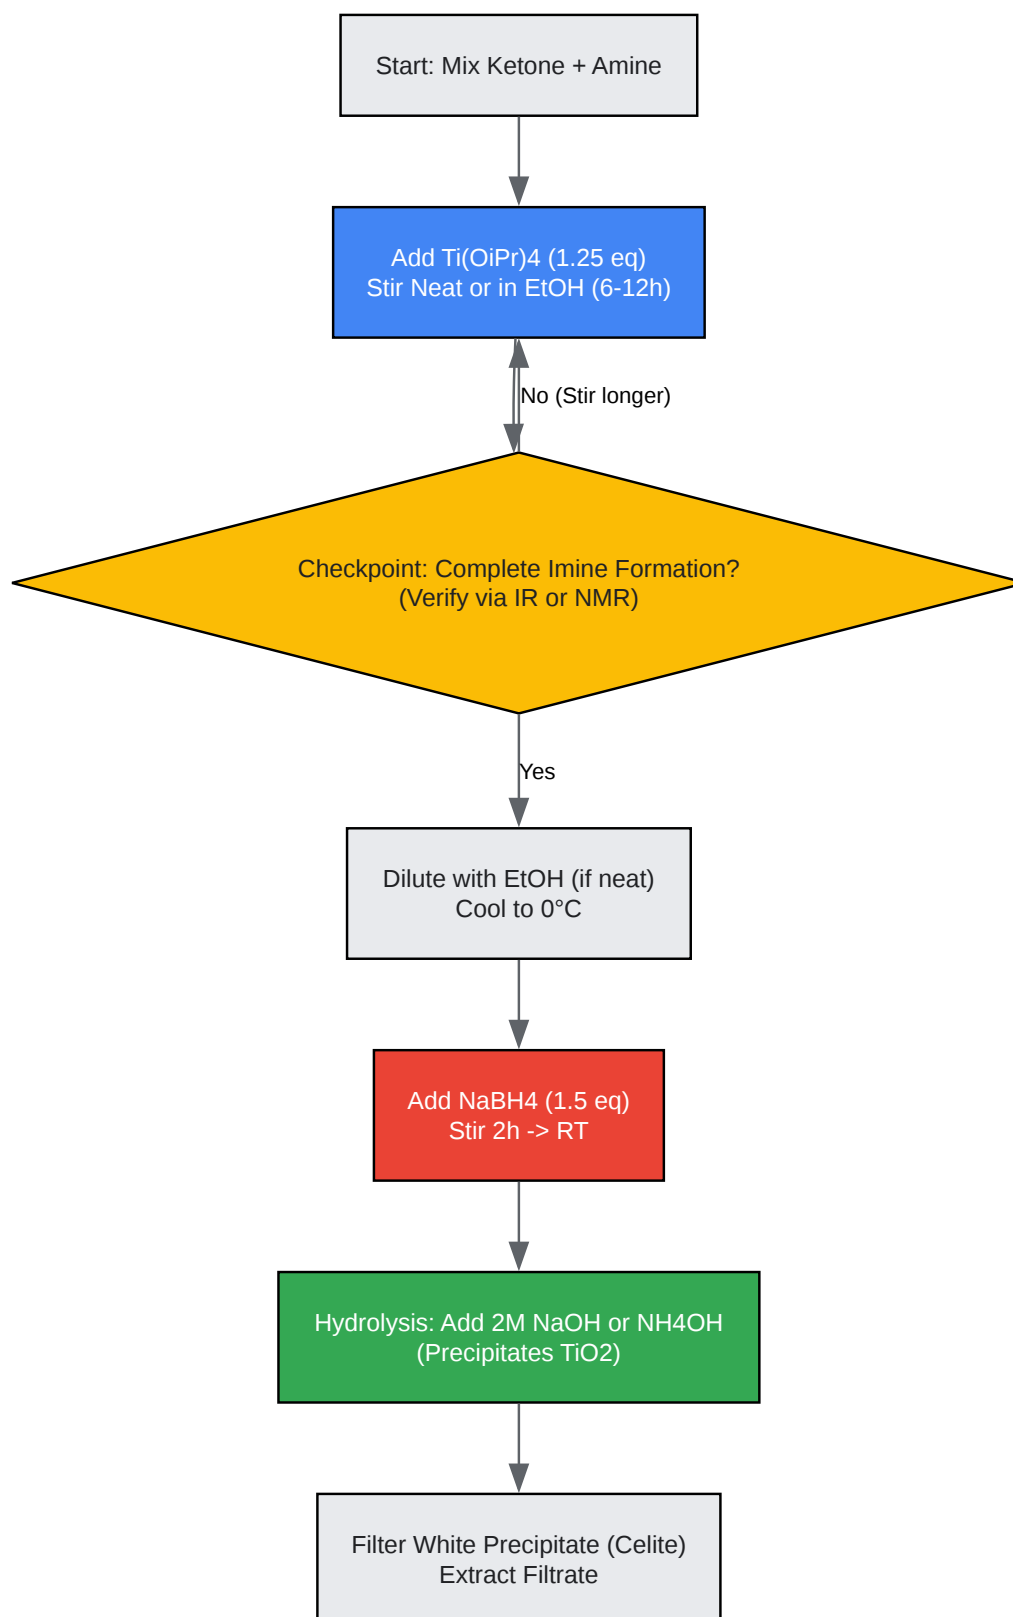 Start: Mix Ketone + Amine
Add Ti(OiPr)4 (1.25 eq)
Stir Neat or in EtOH (6-12h)
No (Stir longer)
Checkpoint: Complete Imine Formation?
(Verify via IR or NMR)
Yes
Dilute with EtOH (if neat)
Cool to 0°C
Add NaBH4 (1.5 eq)
Stir 2h -> RT
Hydrolysis: Add 2M NaOH or NH4OH
(Precipitates TiO2)
Filter White Precipitate (Celite)
Extract Filtrate